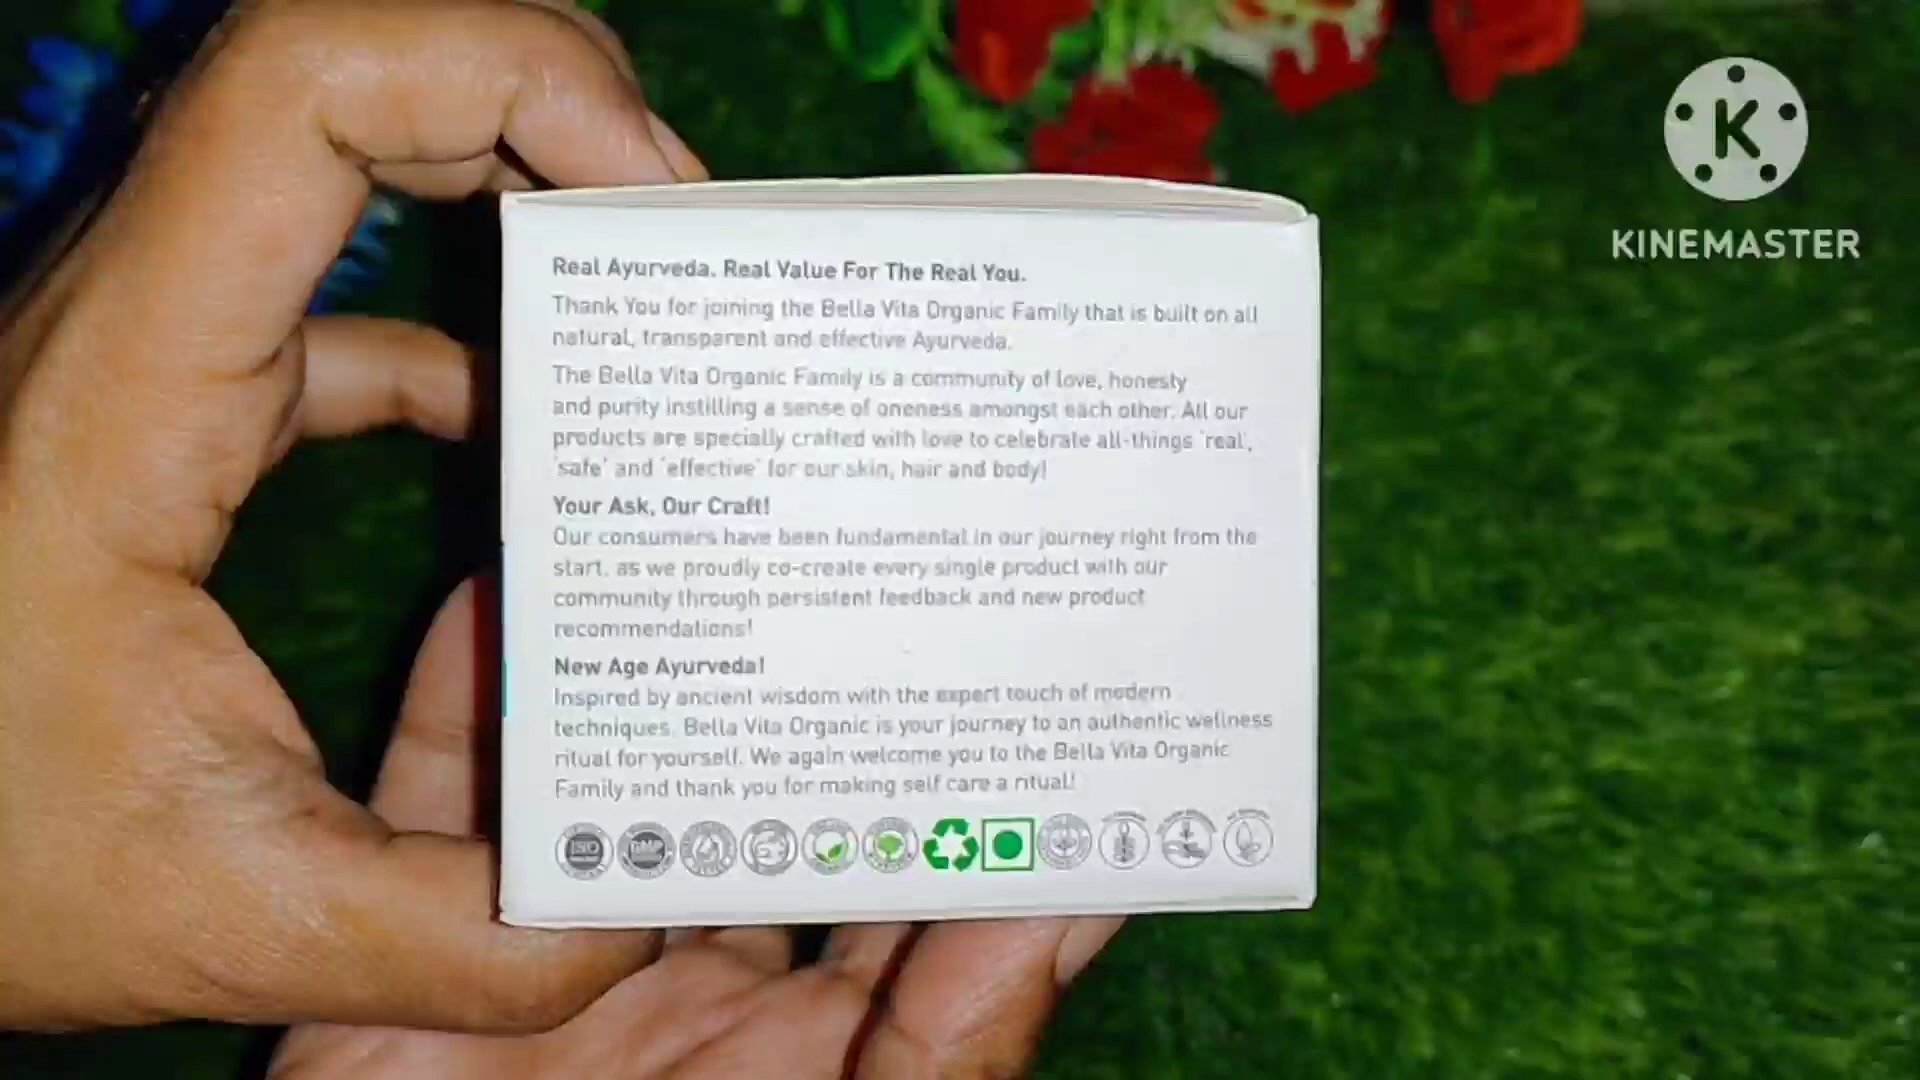 Real Ayurveda. Real Value For The Real You.
Thank You for joining the Bella Vita Organic Family that is built on all
natural, transparent and effective Ayurveda.
The Bella Vita Organic Family is a community of love, honesty
and purity instilling a sense of oneness amongst each other. All our
products are specially crafted with love to celebrate all-things 'real',
'safe' and 'effective' for our skin, hair and body!
Your Ask, Our Craft!
Our consumers have been fundamental in our journey right from the
start, as we proudly co-create every single product with our
community through persistent feedback and new product
recommendations!
New Age Ayurveda!
Inspired by ancient wisdom with the expert touch of modern
techniques, Bella Vita Organic is your journey to an authentic wellness
ritual for yourself. We again welcome you to the Bella Vita Organic
Family and thank you for making self care a ritual!
ISO GMP
K
KINEMASTER